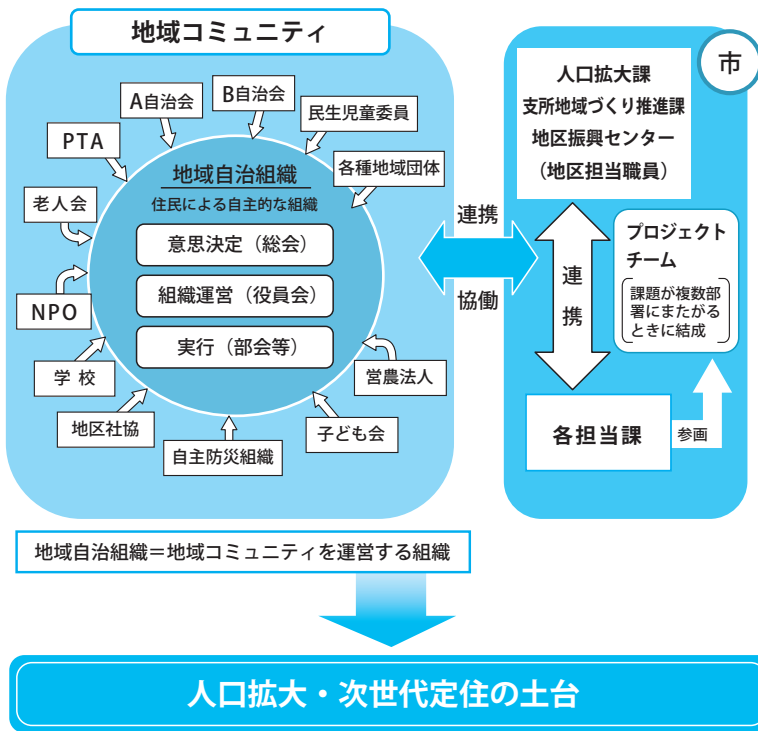 地域コミュニティ
A自治会
B自治会
民生児童委員
PTA
各種地域団体
老人会
NPO
学校
地区社協
自主防災組織
子ども会
営農法人
地域自治組織
住民による自主的な組織
意思決定（総会）
組織運営（役員会）
実行（部会等）
連携
協働
市
人口拡大課
支所地域づくり推進課
地区振興センター
（地区担当職員）
連携
プロジェクト
チーム
課題が複数部
署にまたがる
ときに結成
各担当課
参画
地域自治組織＝地域コミュニティを運営する組織
人口拡大・次世代定住の土台